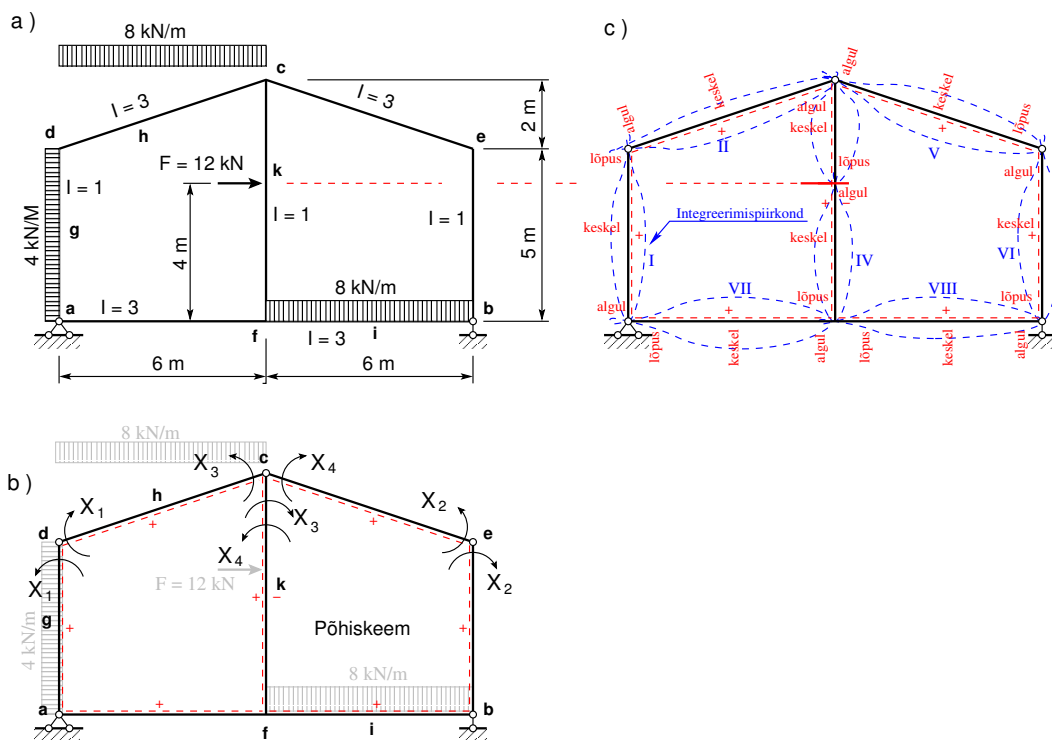 a )
8 kN/m
c
l = 3
l = 3
2 m
d
h
e
F = 12 kN
k
l = 1
l = 1
l = 1
4 kN/M
g
4 m
5 m
8 kN/m
a
l = 3
b
f
l = 3
i
6 m
6 m
c )
algul
keskel
keskel
algul
algul
lõpus
keskel
lõpus
II
V
lõpus
algul
algul
+
+
+ −
Integreerimispiirkond
keskel
keskel
keskel
+
+
I
IV
VI
VII
VIII
algul
lõpus
lõpus
+
+
lõpus
keskel
algul
lõpus
keskel
algul
b )
8 kN/m
c
X3
X4
h
X1
X2
d
+
+
X3
e
X4
X1
F = 12 kN
k
X2
+ −
g
+
+
4 kN/m
Põhiskeem
8 kN/m
a
+
+
b
f
i